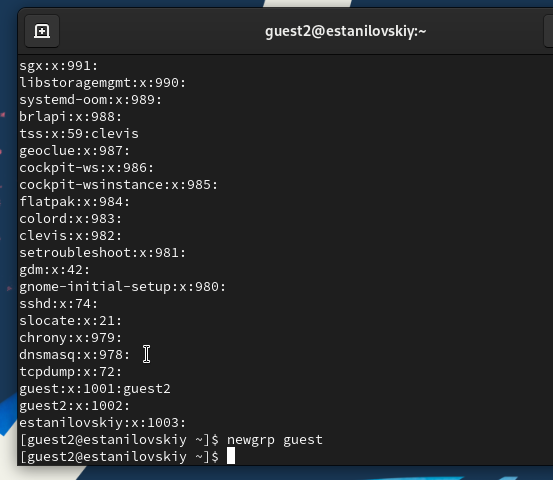 guest2@estanilovskiy:~
sgx:x:991:
libstoragemgmt:x:990:
systemd-oom:x:989:
brlapi:x:988:
tss:x:59:clevis
geoclue:x:987:
cockpit-ws:x:986:
cockpit-wsinstance:x:985:
flatpak:x:984:
colord:x:983:
clevis:x:982:
setroubleshoot:x:981:
gdm:x:42:
gnome-initial-setup:x:980:
sshd:x:74:
slocate:x:21:
chrony:x:979:
dnsmasq:x:978:
tcpdump:x:72:
guest:x:1001:guest2
guest2:x:1002:
estanilovskiy:x:1003:
[guest2@estanilovskiy ~]$ newgrp guest
[guest2@estanilovskiy ~]$